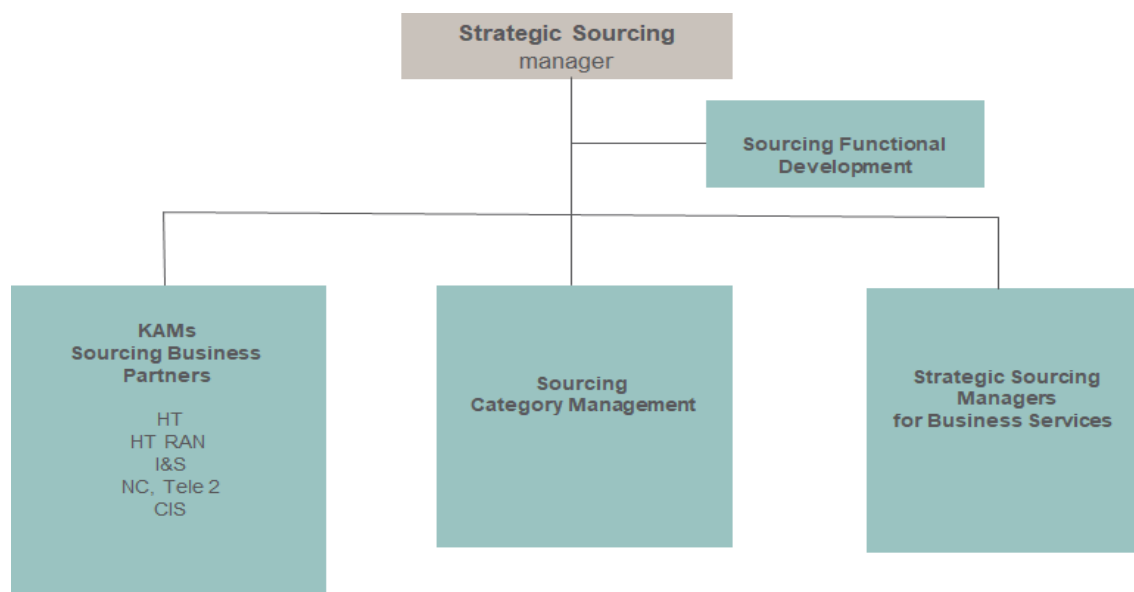 Strategic Sourcing
manager
Sourcing Functional
Development
KAMs
Sourcing Business
Partners
HT
HT RAN
I&S
NC, Tele 2
CIS
Sourcing
Category Management
Strategic Sourcing
Managers
for Business Services